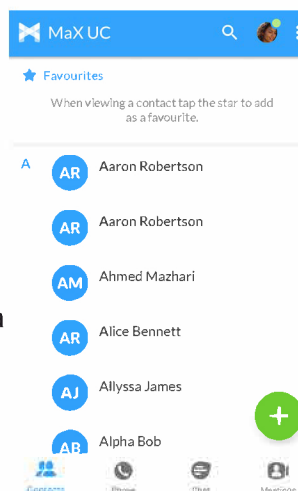 MaX UC
Favourites
When viewing a contact tap the star to add
as a favourite.
A
AR Aaron Robertson
AR Aaron Robertson
AM Ahmed Mazhari
AR Alice Bennett
AJ Allyssa James
AB Alpha Bob
Contacts Phone Chat Meetings